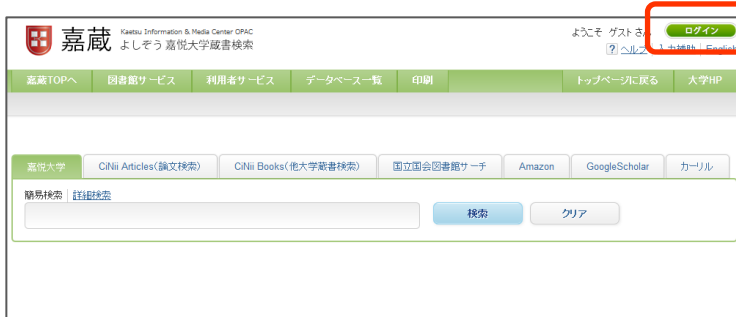 嘉蔵
Kaetsu Information & Media Center OPAC
よしぞう 嘉悦大学蔵書検索
ようこそ ゲストさん
ログイン
? ヘルプ 入力補助 English
嘉蔵TOPへ 図書館サービス 利用者サービス データベース一覧 印刷 トップページに戻る 大学HP
嘉悦大学 CiNii Articles(論文検索) CiNii Books(他大学蔵書検索) 国立国会図書館サーチ Amazon GoogleScholar カーリル
簡易検索 詳細検索
検索 クリア